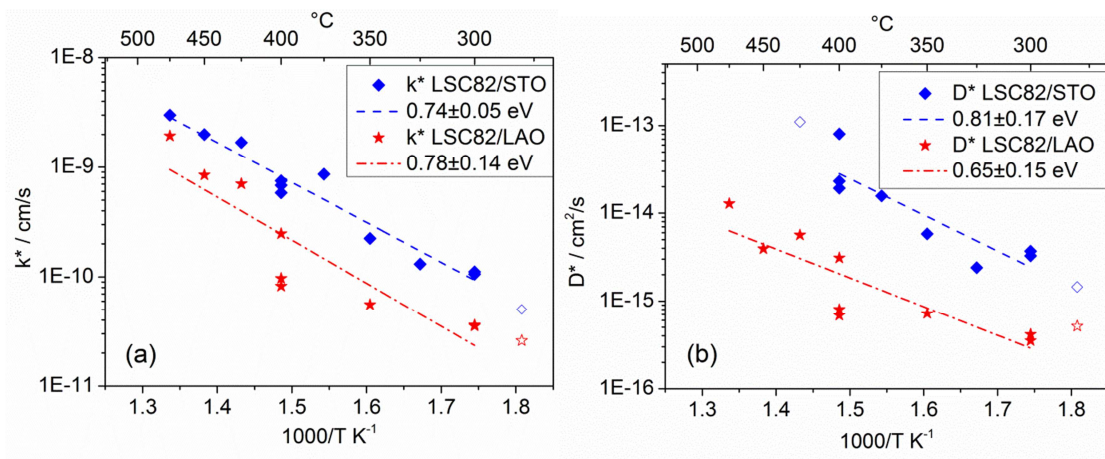 °C
500 450 400 350 300
1E-8
1E-9
1E-10
1E-11
k* / cm/s
k* LSC82/STO
0.74±0.05 eV
k* LSC82/LAO
0.78±0.14 eV
(a)
1.3 1.4 1.5 1.6 1.7 1.8
1000/T K⁻¹
°C
500 450 400 350 300
1E-13
1E-14
1E-15
1E-16
D* / cm²/s
D* LSC82/STO
0.81±0.17 eV
D* LSC82/LAO
0.65±0.15 eV
(b)
1.3 1.4 1.5 1.6 1.7 1.8
1000/T K⁻¹